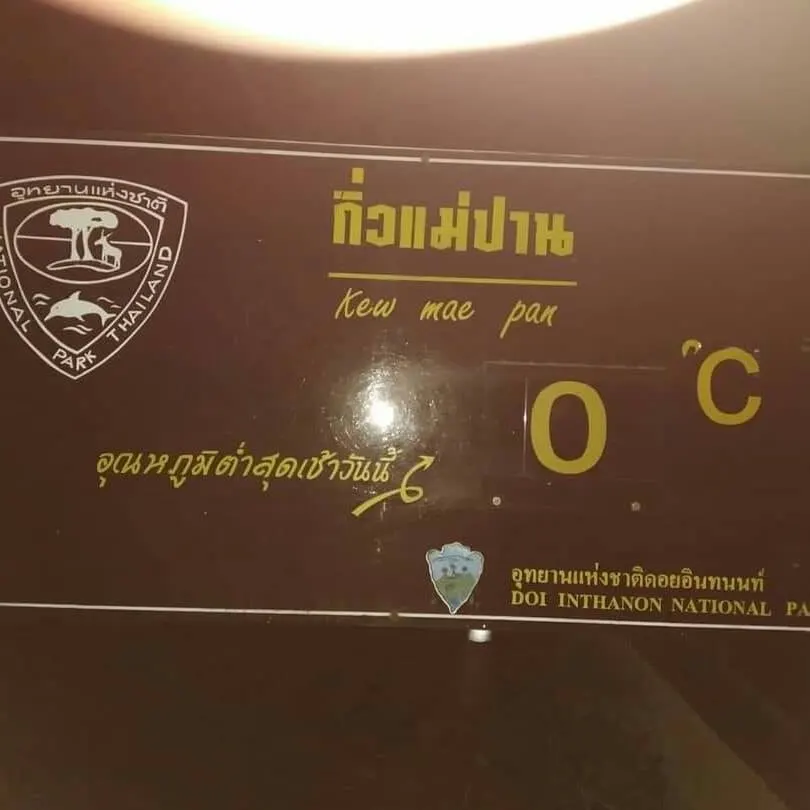 อุทยานแห่งชาติ
NATIONAL PARK THAILAND
กิ่วแม่ปาน
Kew mae pan
0 °C
อุณหภูมิต่ำสุดเช้าวันนี้
อุทยานแห่งชาติดอยอินทนนท์
DOI INTHANON NATIONAL PA